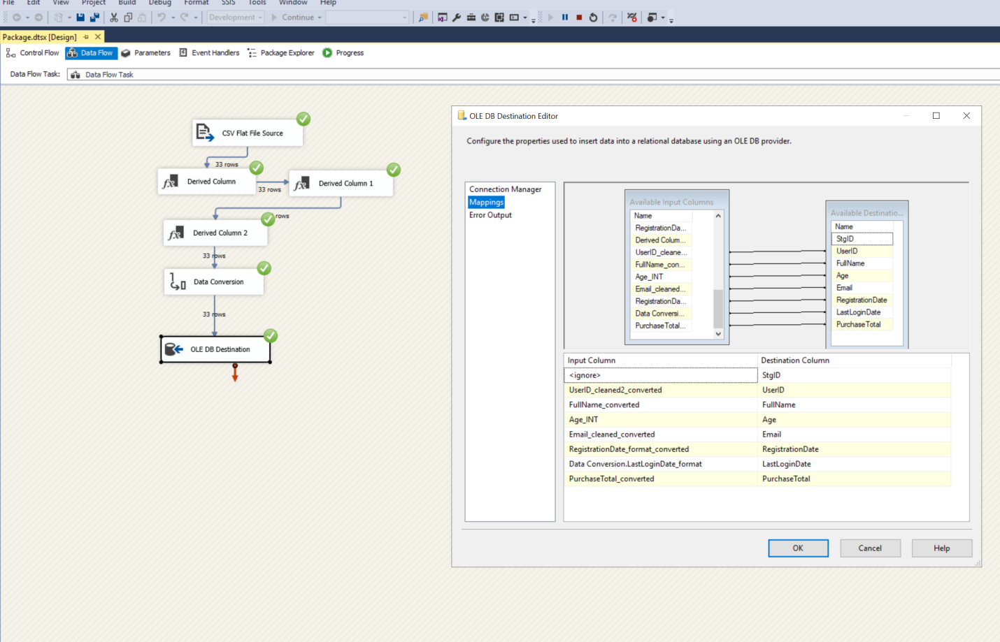 File Edit View Project Build Debug Format SSIS Tools Window Help
Development Continue
Package.dtsx [Design]
Control Flow Data Flow Parameters Event Handlers Package Explorer Progress
Data Flow Task: Data Flow Task
CSV Flat File Source
33 rows
Derived Column
33 rows
Derived Column 1
rows
Derived Column 2
33 rows
Data Conversion
33 rows
OLE DB Destination
OLE DB Destination Editor
Configure the properties used to insert data into a relational database using an OLE DB provider.
Connection Manager
Mappings
Error Output
Available Input Columns
Name
RegistrationDa...
Derived Colum...
UserID_cleane...
FullName_con...
Age_INT
Email_cleaned...
RegistrationDa...
Data Conversi...
PurchaseTotal...
Available Destinatio...
Name
StgID
UserID
FullName
Age
Email
RegistrationDate
LastLoginDate
PurchaseTotal
Input Column Destination Column
<ignore> StgID
UserID_cleaned2_converted UserID
FullName_converted FullName
Age_INT Age
Email_cleaned_converted Email
RegistrationDate_format_converted RegistrationDate
Data Conversion.LastLoginDate_format LastLoginDate
PurchaseTotal_converted PurchaseTotal
OK Cancel Help